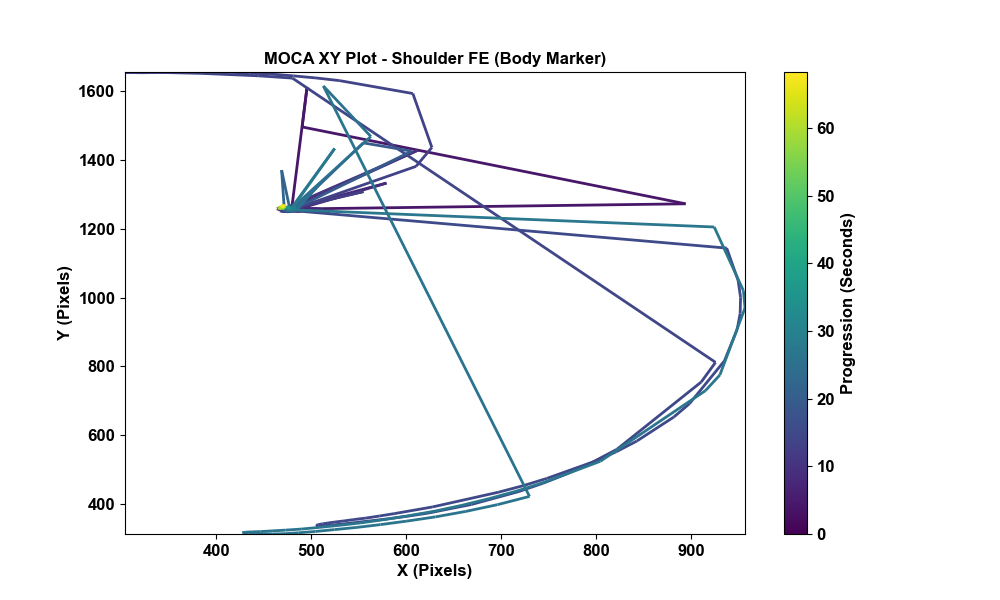 MOCA XY Plot - Shoulder FE (Body Marker)
1600
1400
1200
1000
800
600
400
Y (Pixels)
400 500 600 700 800 900
X (Pixels)
60
50
40
30
20
10
0
Progression (Seconds)